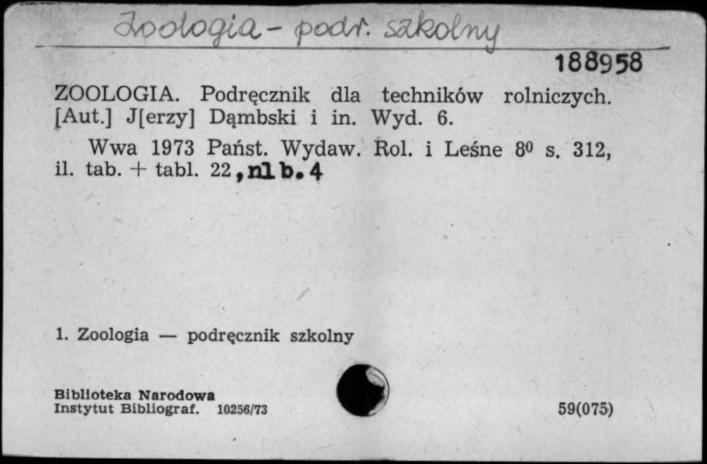 Zoologia - podr. szkolny
188958
ZOOLOGIA. Podręcznik dla techników rolniczych.
[Aut.] J[erzy] Dąmbski i in. Wyd. 6.
Wwa 1973 Państ. Wydaw. Rol. i Leśne 8⁰ s. 312,
il. tab. + tabl. 22, nlb. 4
1. Zoologia — podręcznik szkolny
Biblioteka Narodowa
Instytut Bibliograf. 10256/73
59(075)